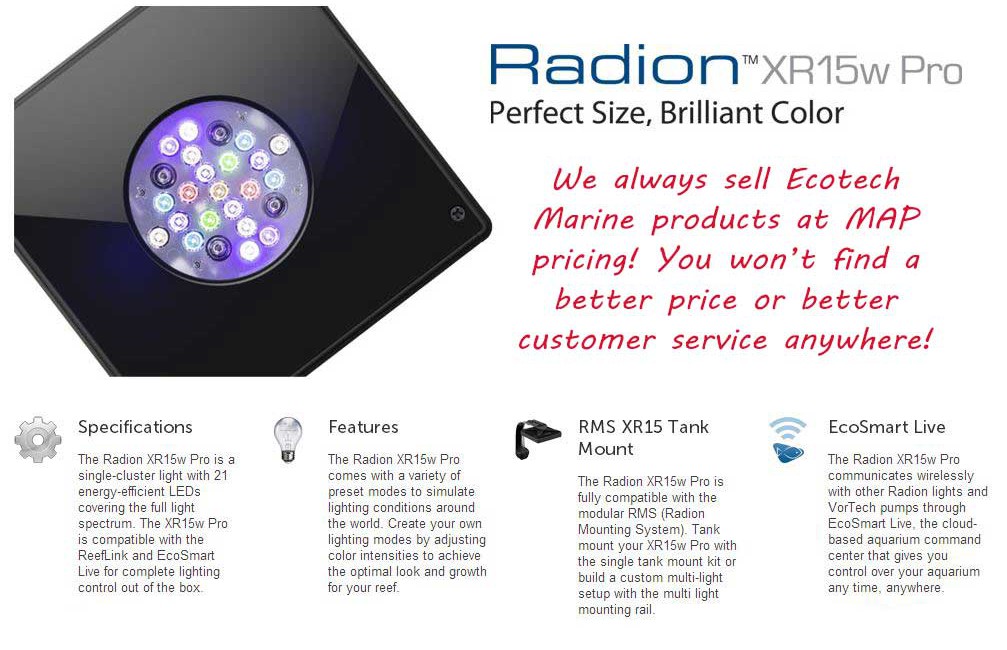 Radion™ XR15w Pro
Perfect Size, Brilliant Color
We always sell Ecotech
Marine products at MAP
pricing! You won't find a
better price or better
customer service anywhere!
Specifications
The Radion XR15w Pro is a
single-cluster light with 21
energy-efficient LEDs
covering the full light
spectrum. The XR15w Pro
is compatible with the
ReefLink and EcoSmart
Live for complete lighting
control out of the box.
Features
The Radion XR15w Pro
comes with a variety of
preset modes to simulate
lighting conditions around
the world. Create your own
lighting modes by adjusting
color intensities to achieve
the optimal look and growth
for your reef.
RMS XR15 Tank
Mount
The Radion XR15w Pro is
fully compatible with the
modular RMS (Radion
Mounting System). Tank
mount your XR15w Pro with
the single tank mount kit or
build a custom multi-light
setup with the multi light
mounting rail.
EcoSmart Live
The Radion XR15w Pro
communicates wirelessly
with other Radion lights and
VorTech pumps through
EcoSmart Live, the cloud-
based aquarium command
center that gives you
control over your aquarium
any time, anywhere.